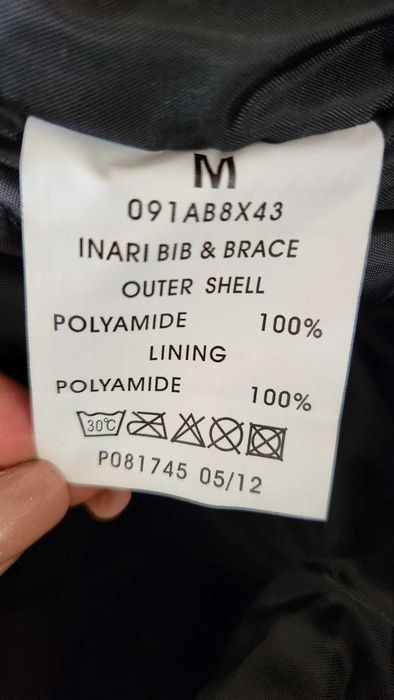 M
091AB8X43
INARI BIB & BRACE
OUTER SHELL
POLYAMIDE 100%
LINING
POLYAMIDE 100%
30°C
P081745 05/12